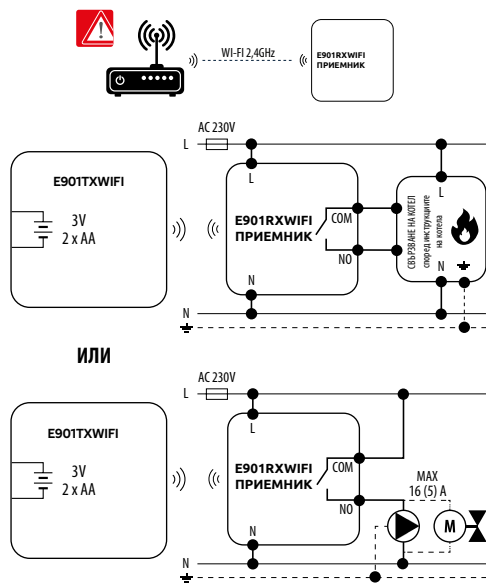 WI-FI 2,4GHz
E901RXWIFI
ПРИЕМНИК
AC 230V
L
E901TXWIFI
3V
2 x AA
L
E901RXWIFI
ПРИЕМНИК
COM
NO
N
L
СВЪРЗВАНЕ НА КОТЕЛ
според инструкциите
на котела
N
N
ИЛИ
AC 230V
L
E901TXWIFI
3V
2 x AA
L
E901RXWIFI
ПРИЕМНИК
COM
NO
N
MAX
16 (5) A
M
N